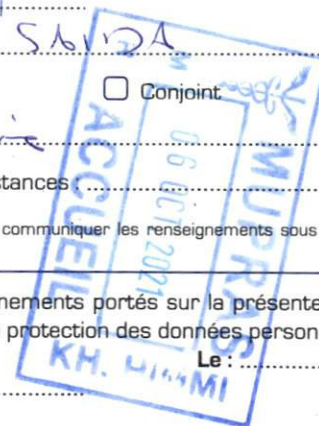 SAIDA
Conjoint
stances :
communiquer les renseignements sous
nements portés sur la présente
protection des données person
Le :
MUPRAS
06 OCT 2021
ACCUEIL
KH.